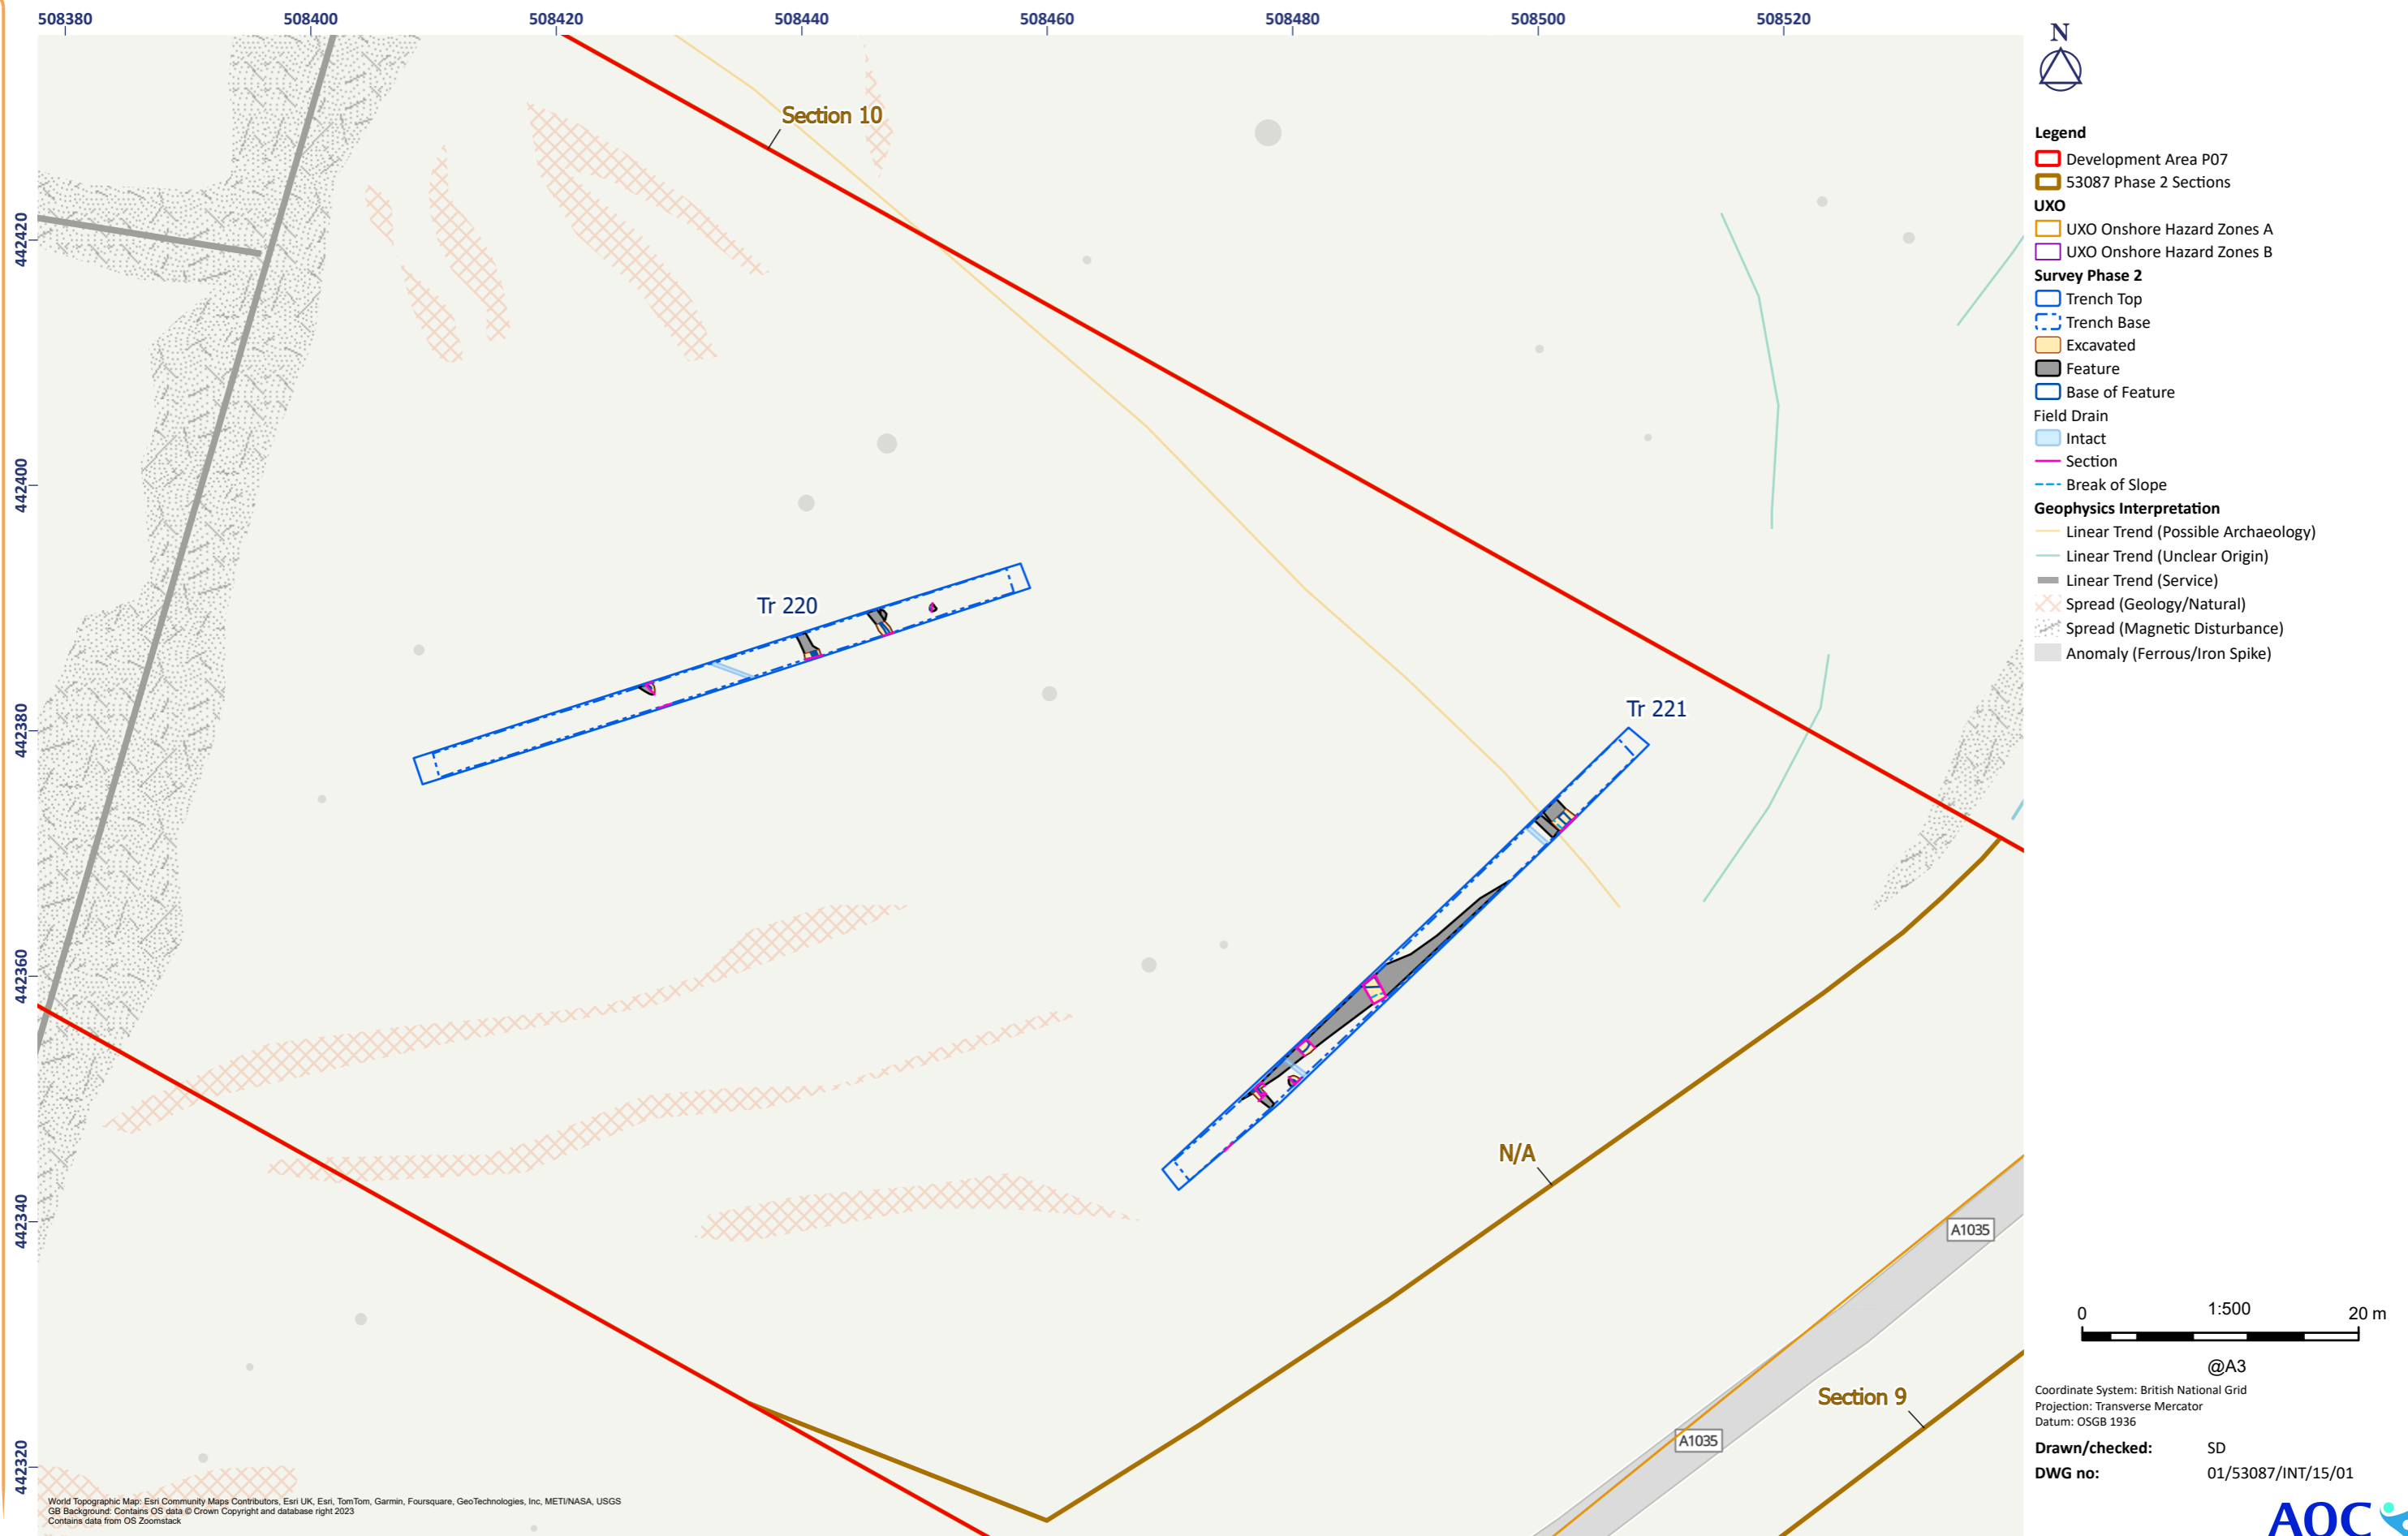 508380
508400
508420
508440
508460
508480
508500
508520
442420
442400
442380
442360
442340
442320
Section 10
Tr 220
Tr 221
N/A
A1035
Section 9
A1035
World Topographic Map: Esri Community Maps Contributors, Esri UK, Esri, TomTom, Garmin, Foursquare, GeoTechnologies, Inc, METI/NASA, USGS
GB Background: Contains OS data © Crown Copyright and database right 2023
Contains data from OS Zoomstack
N
Legend
Development Area P07
53087 Phase 2 Sections
UXO
UXO Onshore Hazard Zones A
UXO Onshore Hazard Zones B
Survey Phase 2
Trench Top
Trench Base
Excavated
Feature
Base of Feature
Field Drain
Intact
Section
Break of Slope
Geophysics Interpretation
Linear Trend (Possible Archaeology)
Linear Trend (Unclear Origin)
Linear Trend (Service)
Spread (Geology/Natural)
Spread (Magnetic Disturbance)
Anomaly (Ferrous/Iron Spike)
0 1:500 20 m
@A3
Coordinate System: British National Grid
Projection: Transverse Mercator
Datum: OSGB 1936
Drawn/checked: SD
DWG no: 01/53087/INT/15/01
AOC